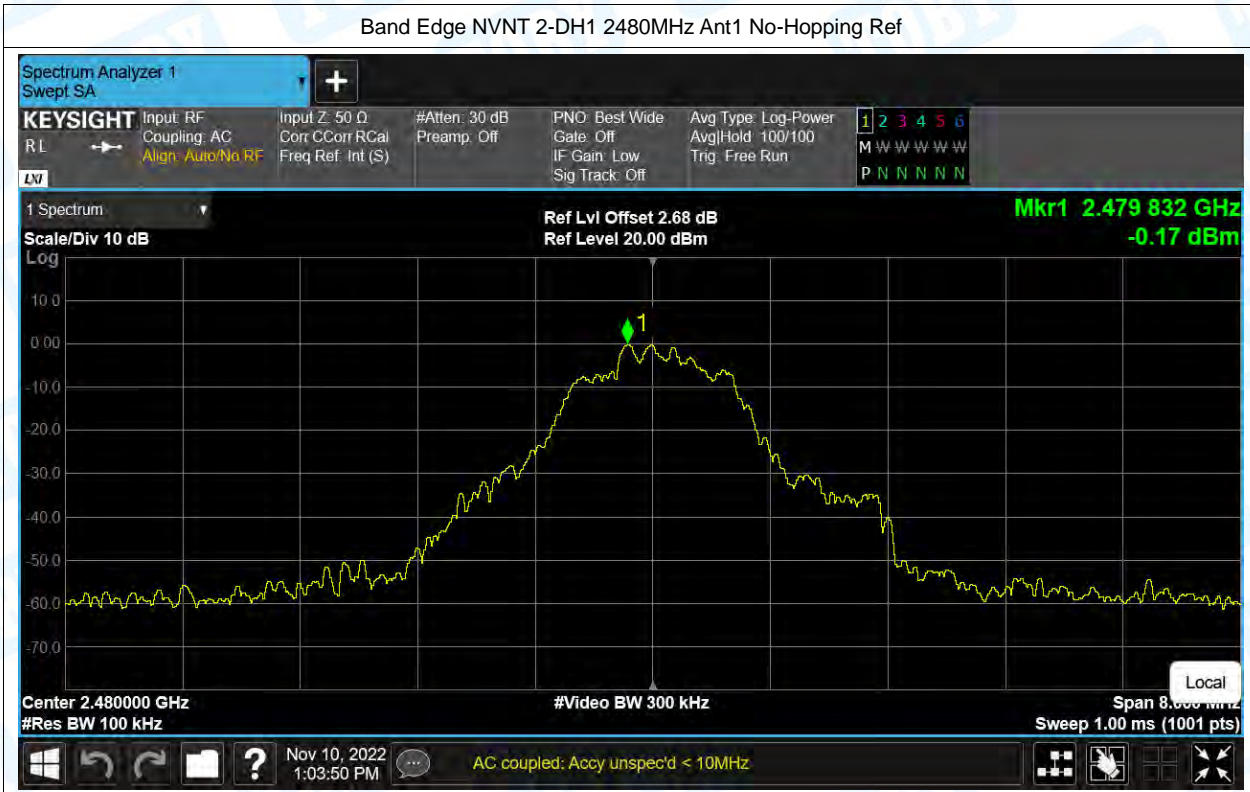 Band Edge NVNT 2-DH1 2480MHz Ant1 No-Hopping Ref
Spectrum Analyzer 1
Swept SA
+
KEYSIGHT
RL
LXI
Input: RF
Coupling: AC
Align: Auto/No RF
Input Z: 50 Ω
Corr CCorr RCal
Freq Ref: Int (S)
#Atten: 30 dB
Preamp: Off
PNO: Best Wide
Gate: Off
IF Gain: Low
Sig Track: Off
Avg Type: Log-Power
Avg|Hold: 100/100
Trig: Free Run
1 2 3 4 5 6
M W W W W W
P N N N N N
1 Spectrum
Scale/Div 10 dB
Log
Ref Lvl Offset 2.68 dB
Ref Level 20.00 dBm
Mkr1 2.479 832 GHz
-0.17 dBm
10.0
0.00
-10.0
-20.0
-30.0
-40.0
-50.0
-60.0
-70.0
1
Local
Center 2.480000 GHz
#Res BW 100 kHz
#Video BW 300 kHz
Span 8.000 MHz
Sweep 1.00 ms (1001 pts)
?
Nov 10, 2022
1:03:50 PM
AC coupled: Accy unspec'd < 10MHz